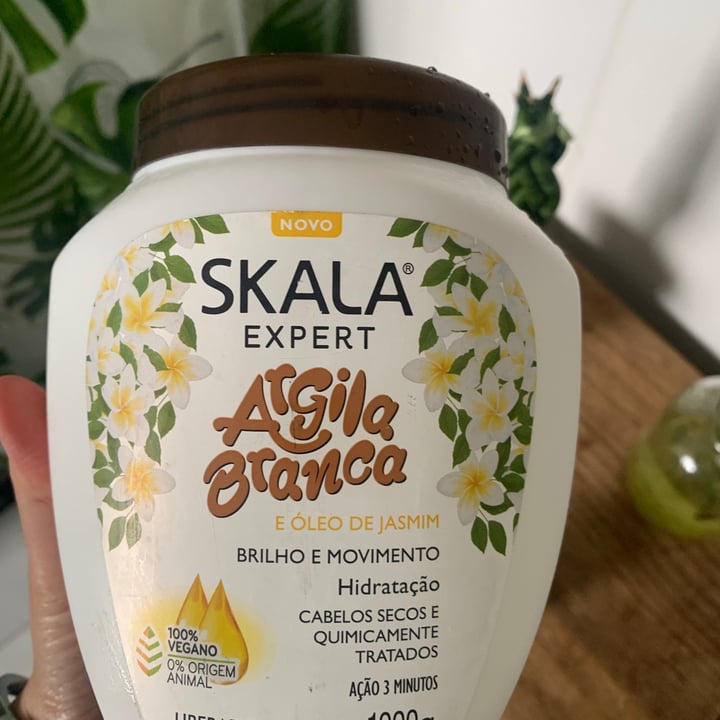 NOVO
SKALA®
EXPERT
Argila
Branca
E ÓLEO DE JASMIM
BRILHO E MOVIMENTO
Hidratação
CABELOS SECOS E
QUIMICAMENTE
TRATADOS
AÇÃO 3 MINUTOS
100%
VEGANO
0% ORIGEM
ANIMAL
1000g